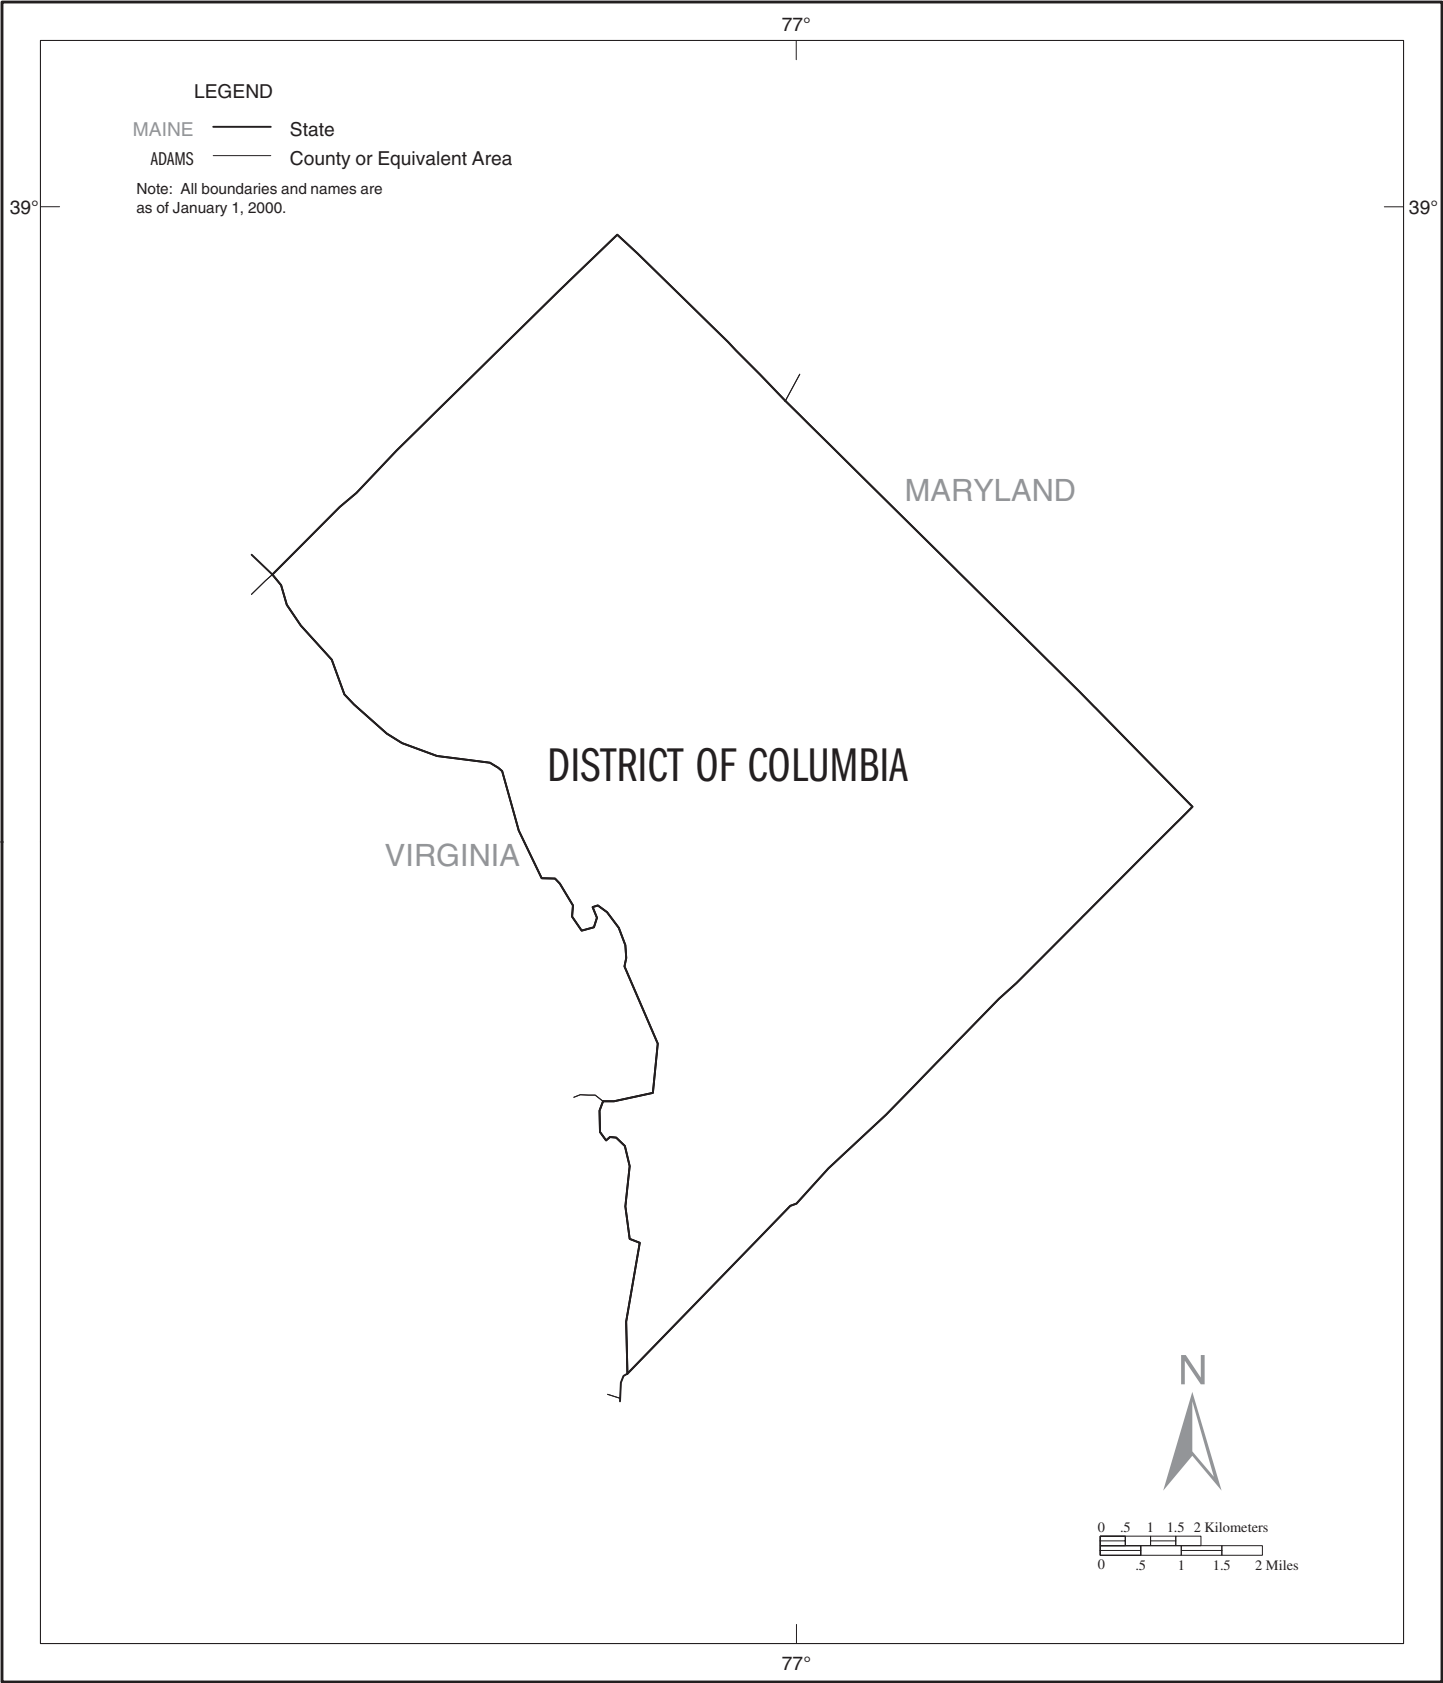 77°
LEGEND
MAINE State
ADAMS County or Equivalent Area
Note: All boundaries and names are
as of January 1, 2000.
39° 39°
MARYLAND
DISTRICT OF COLUMBIA
VIRGINIA
N
0 .5 1 1.5 2 Kilometers
0 .5 1 1.5 2 Miles
77°